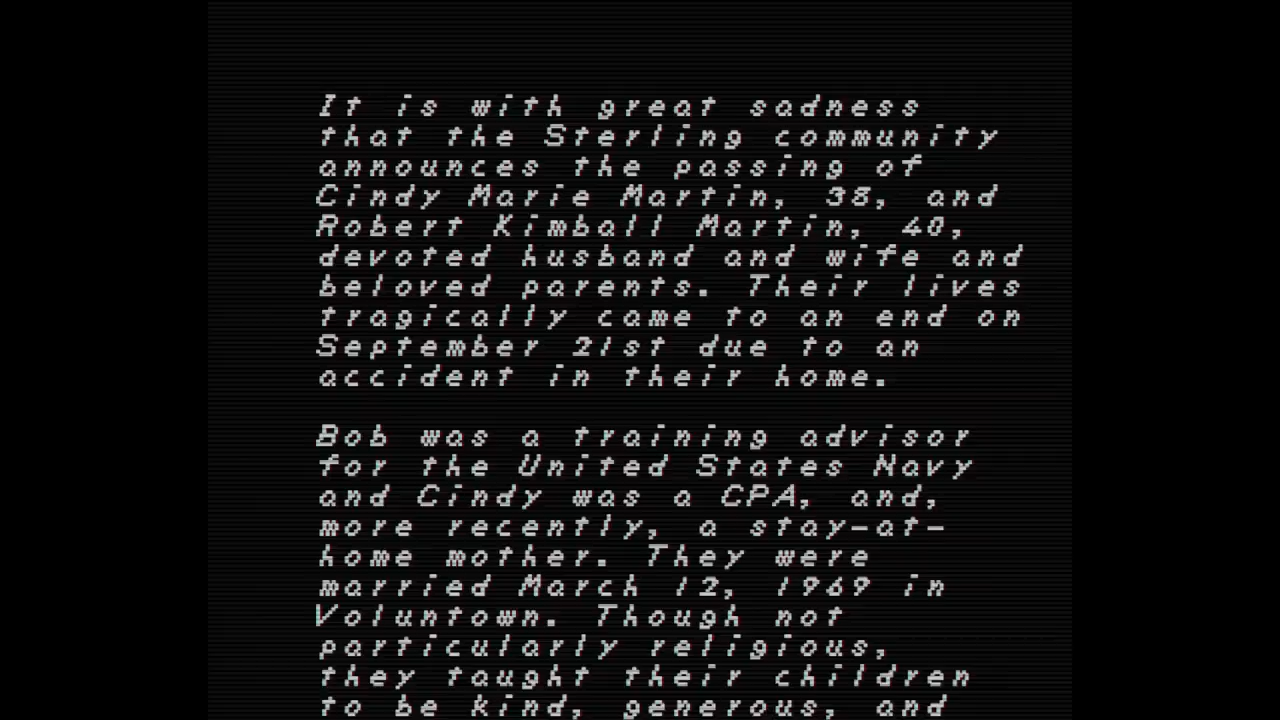 It is with great sadness
that the Sterling community
announces the passing of
Cindy Marie Martin, 38, and
Robert Kimball Martin, 40,
devoted husband and wife and
beloved parents. Their lives
tragically came to an end on
September 21st due to an
accident in their home.
Bob was a training advisor
for the United States Navy
and Cindy was a CPA, and,
more recently, a stay-at-
home mother. They were
married March 12, 1969 in
Voluntown. Though not
particularly religious,
they taught their children
to be kind, generous, and